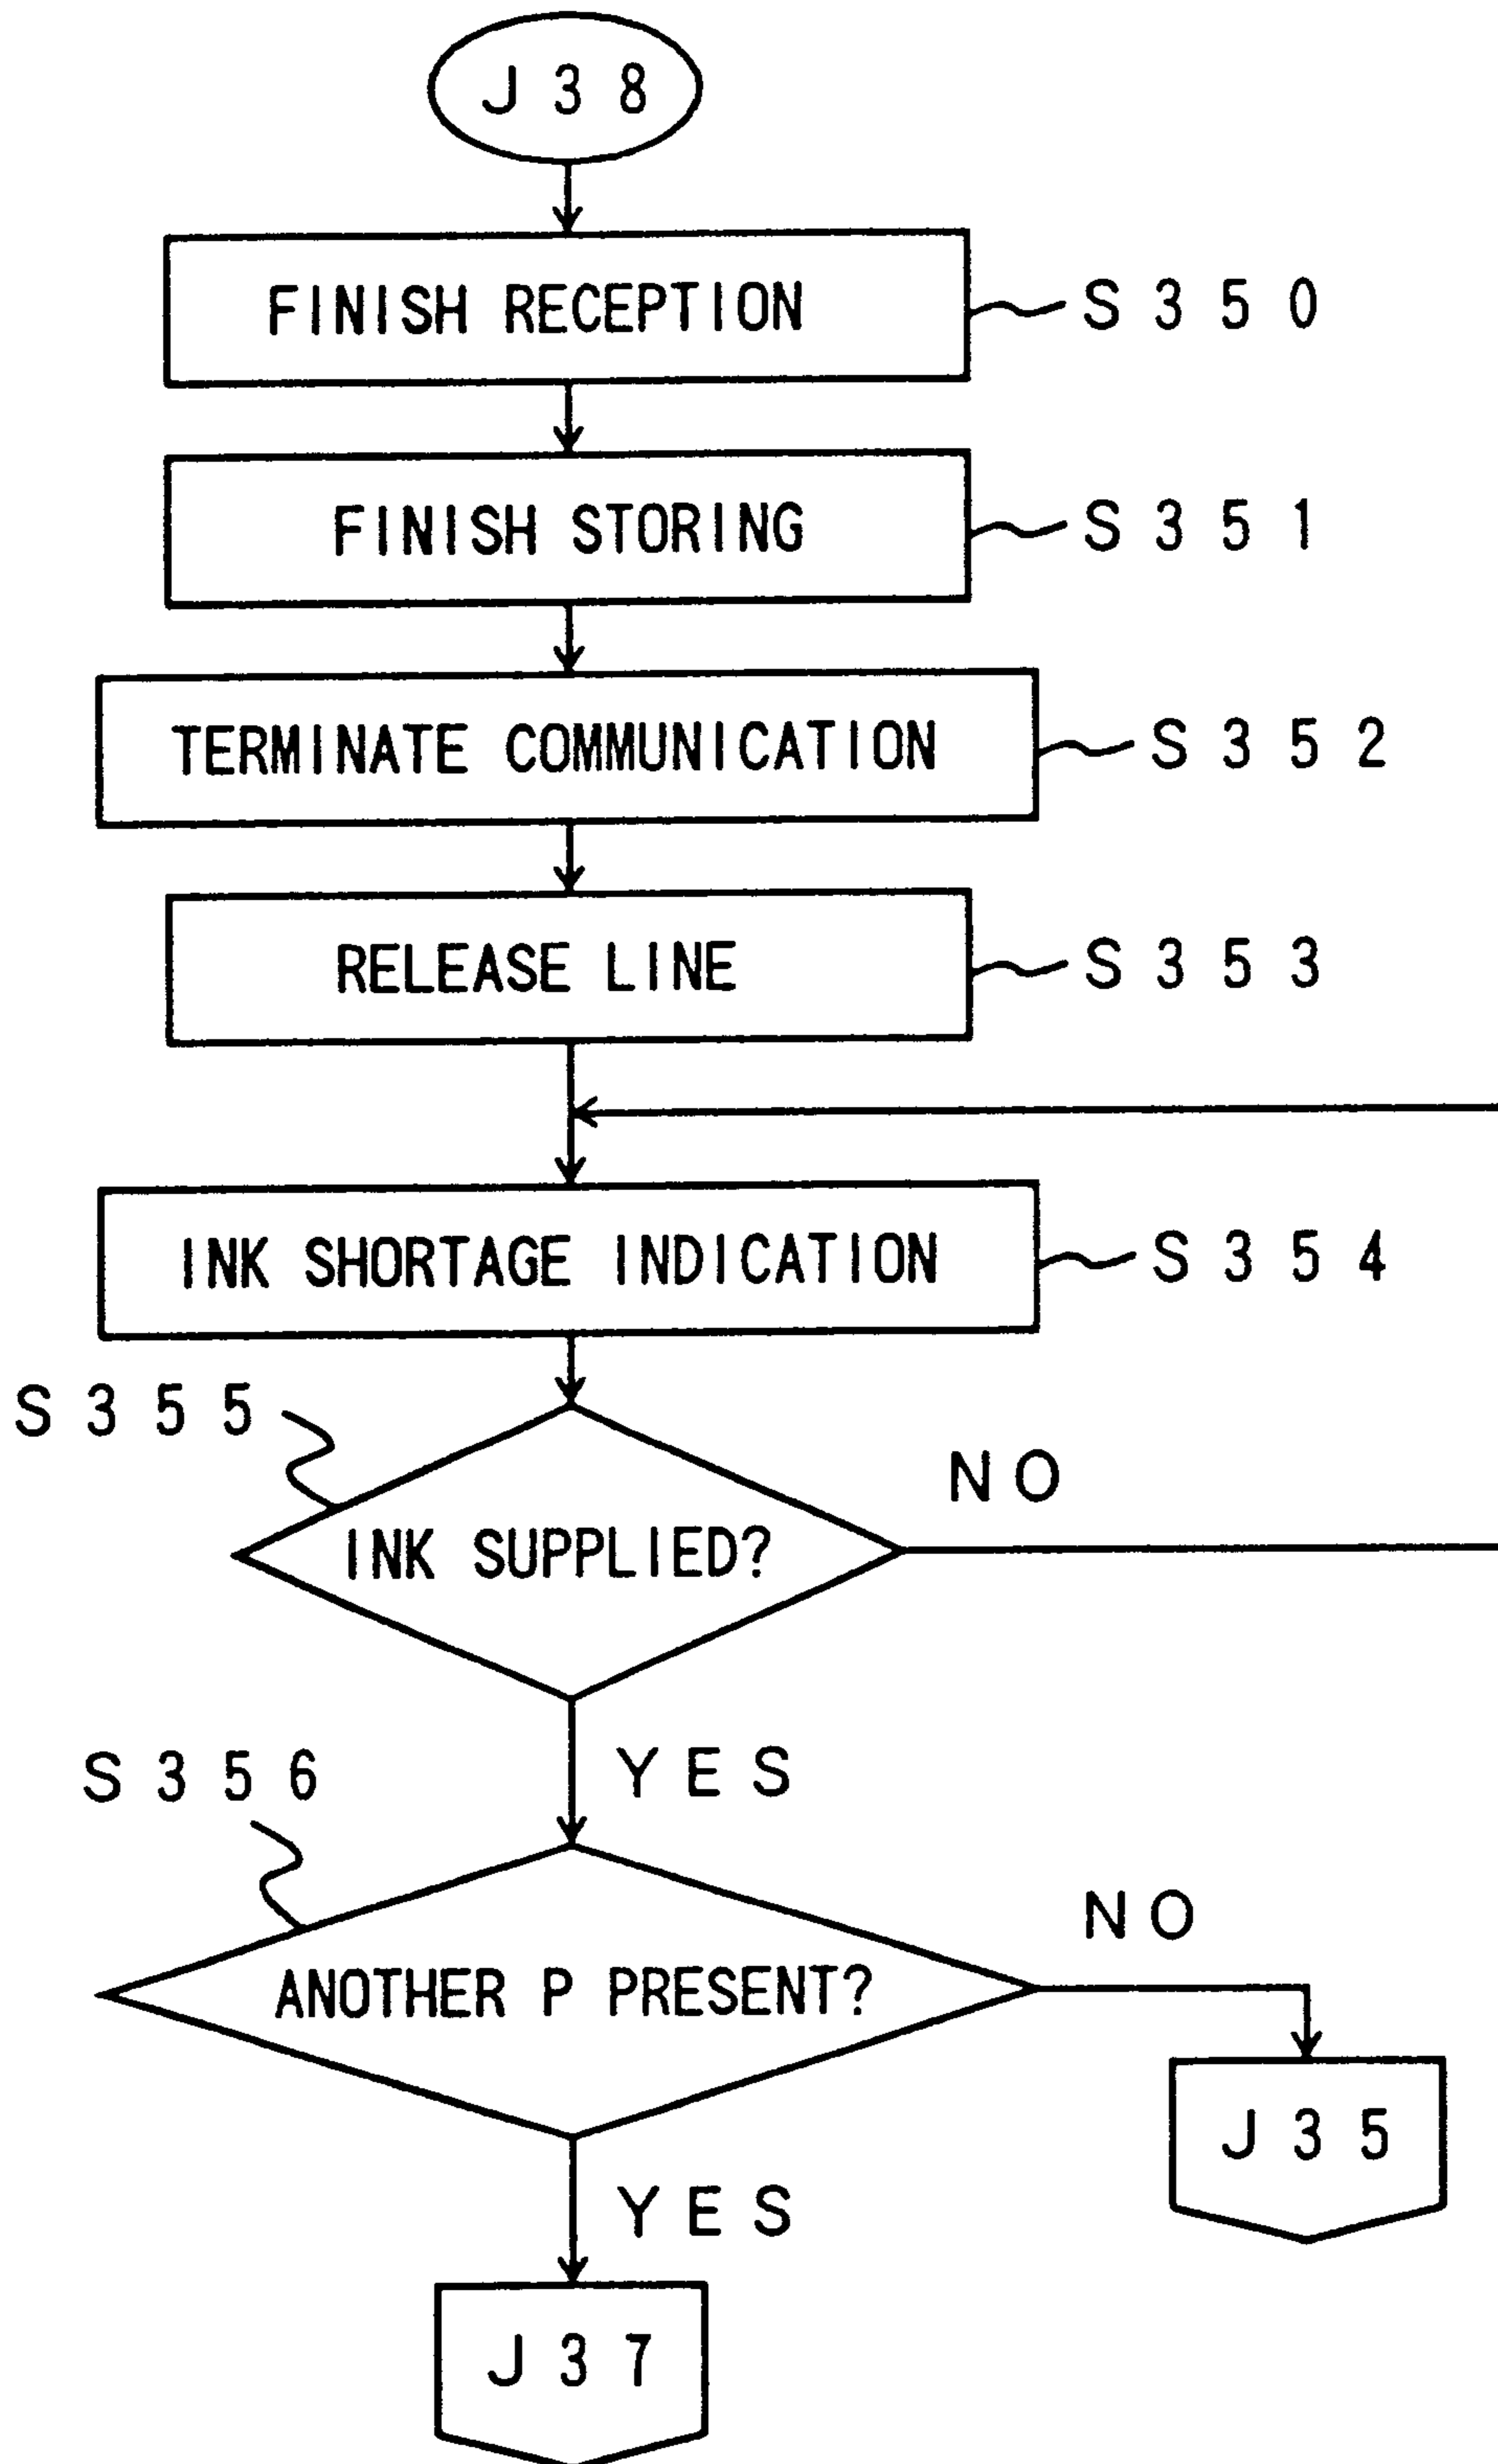 J38
FINISH RECEPTION
S350
FINISH STORING
S351
TERMINATE COMMUNICATION
S352
RELEASE LINE
S353
INK SHORTAGE INDICATION
S354
S355
NO
INK SUPPLIED?
YES
S356
NO
ANOTHER P PRESENT?
J35
YES
J37